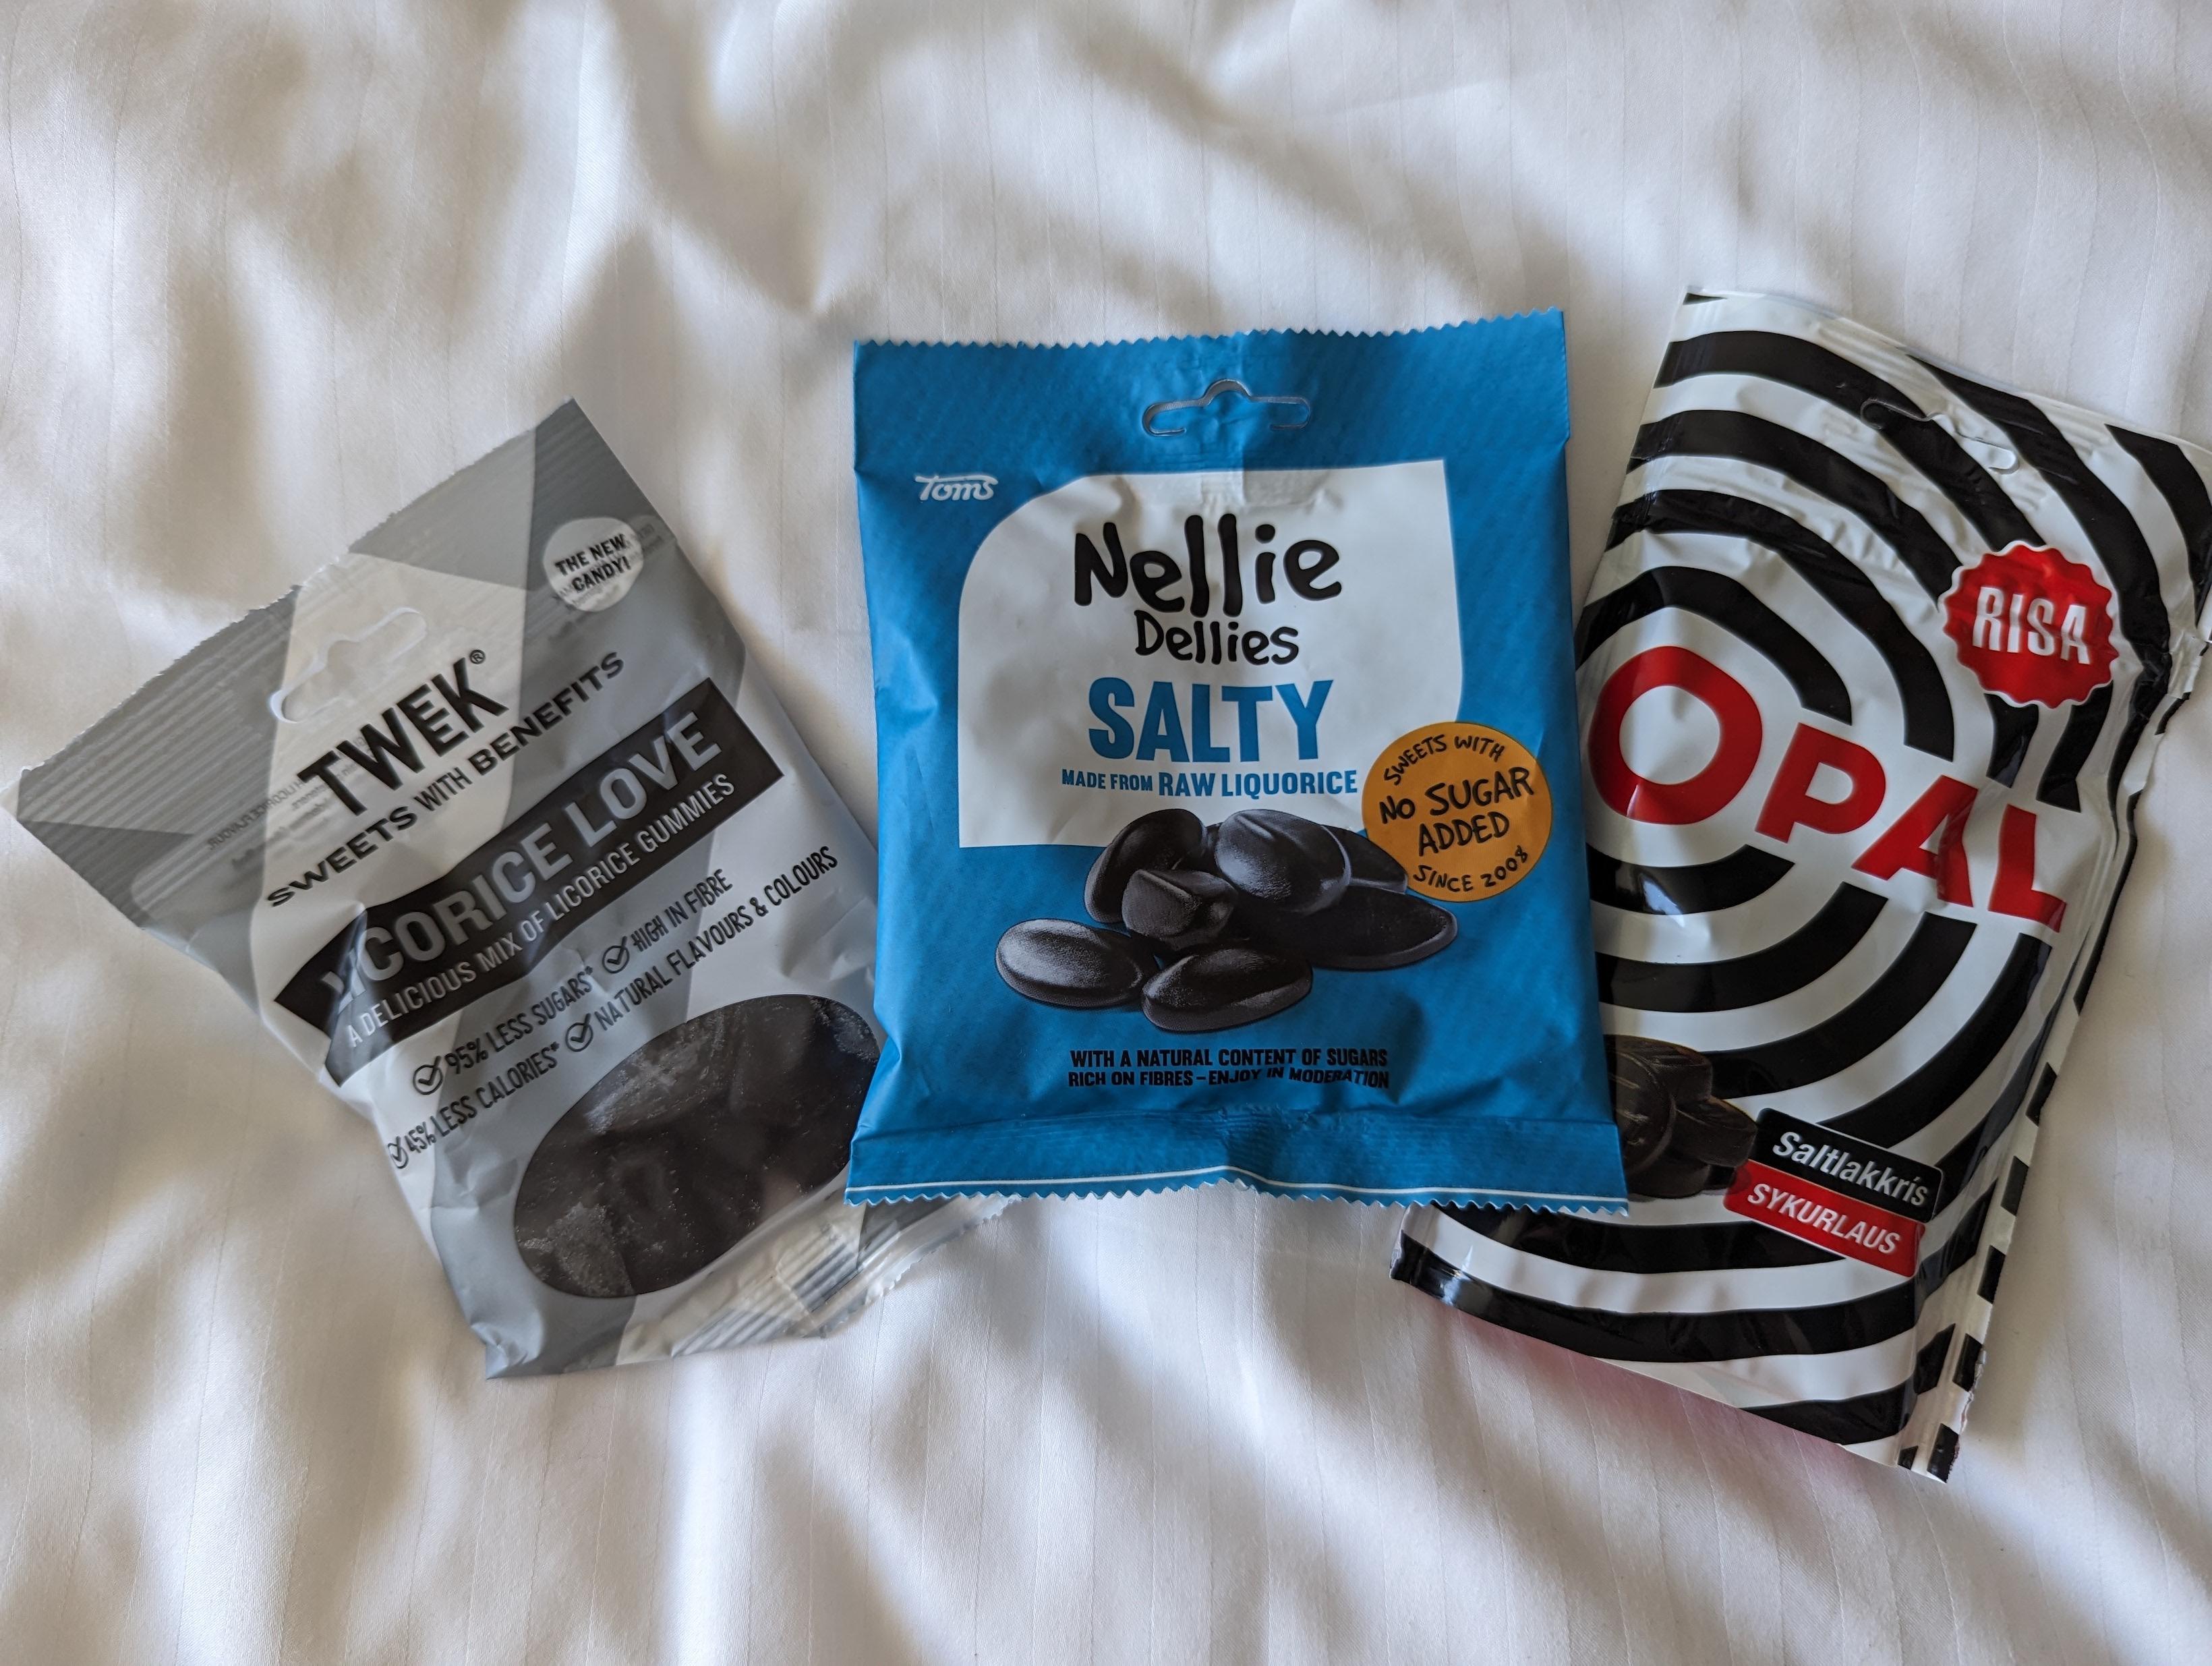 THE NEW
CANDY!
TWEK®
SWEETS WITH BENEFITS
LICORICE LOVE
A DELICIOUS MIX OF LICORICE GUMMIES
95% LESS SUGARS* HIGH IN FIBRE
45% LESS CALORIES* NATURAL FLAVOURS & COLOURS
Toms
Nellie
Dellies
SALTY
MADE FROM RAW LIQUORICE
SWEETS WITH
NO SUGAR
ADDED
SINCE 2008
WITH A NATURAL CONTENT OF SUGARS
RICH ON FIBRES – ENJOY IN MODERATION
RISA
OPAL
Saltlakkrís
SYKURLAUS